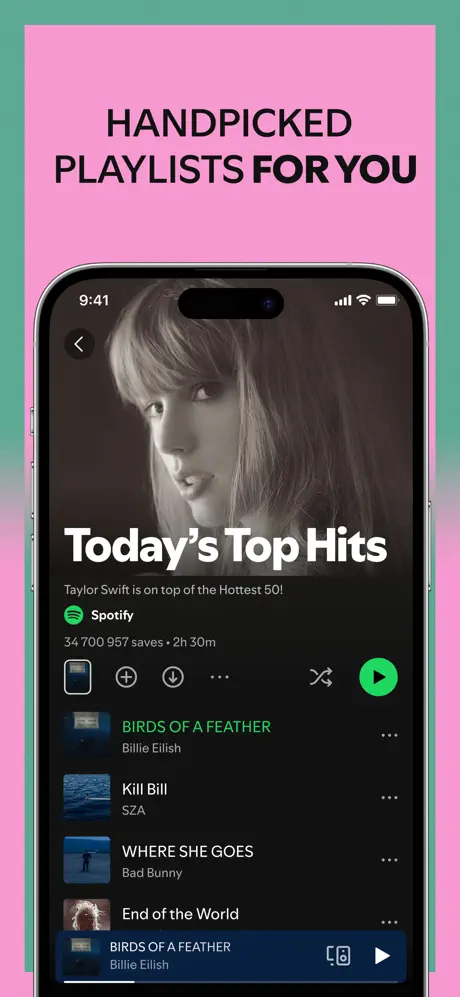 HANDPICKED
PLAYLISTS FOR YOU
9:41
Today's Top Hits
Taylor Swift is on top of the Hottest 50!
Spotify
34 700 957 saves • 2h 30m
BIRDS OF A FEATHER
Billie Eilish
Kill Bill
SZA
WHERE SHE GOES
Bad Bunny
End of the World
BIRDS OF A FEATHER
Billie Eilish